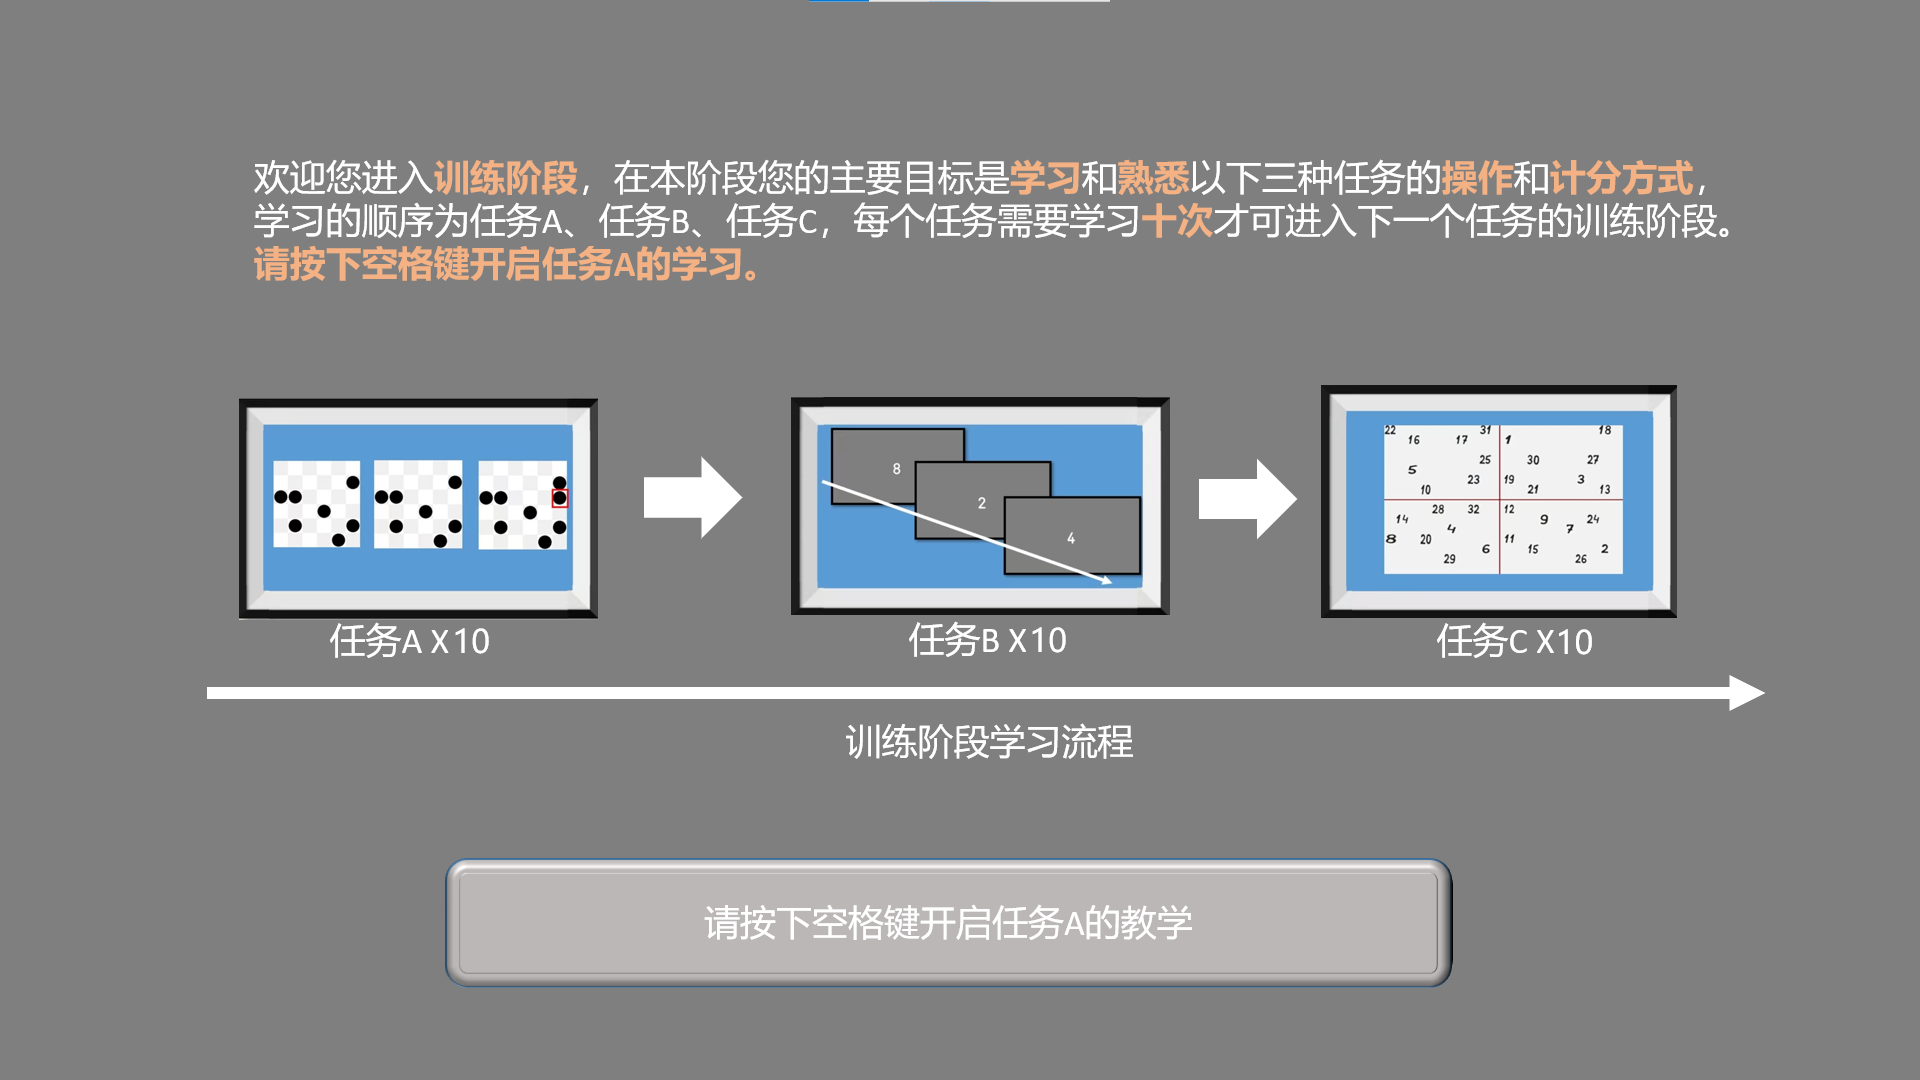 欢迎您进入训练阶段，在本阶段您的主要目标是学习和熟悉以下三种任务的操作和计分方式，
学习的顺序为任务A、任务B、任务C，每个任务需要学习十次才可进入下一个任务的训练阶段。
请按下空格键开启任务A的学习。
8
2
4
22 16 17 31 1 18
5 25 30 27
10 23 19 21 3 13
14 28 32 12 9 24
8 20 4 11 7
29 6 15 26 2
任务A X10
任务B X10
任务C X10
训练阶段学习流程
请按下空格键开启任务A的教学